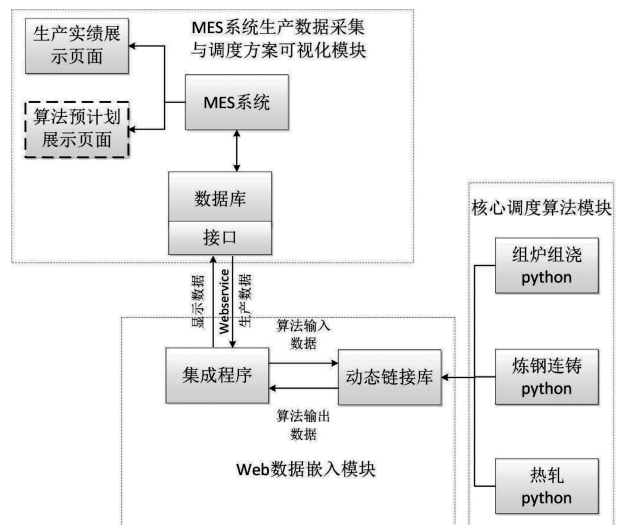 MES系统生产数据采集
与调度方案可视化模块
生产实绩展
示页面
MES系统
算法预计划
展示页面
数据库
接口
显示数据
Webservice
生产数据
核心调度算法模块
组炉组浇
python
炼钢连铸
python
热轧
python
算法输入
数据
集成程序
动态链接库
算法输出
数据
Web数据嵌入模块